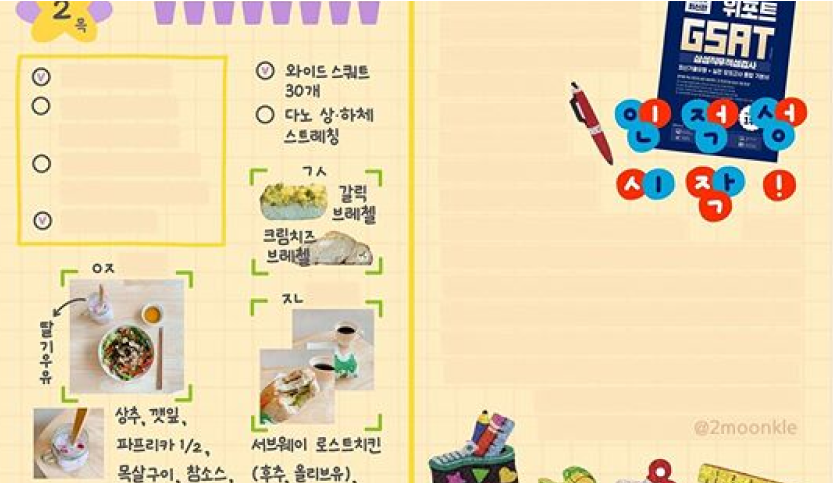 2
목
와이드 스쿼트
30개
다노 상·하체
스트레칭
ㄱㅅ
갈릭
브레첼
크림치즈
브레첼
ㅇㅈ
딸기우유
상추, 깻잎,
파프리카 1/2,
목살구이, 참소스,
ㅈㄴ
서브웨이 로스트치킨
(후추, 올리브유),
위포트
GSAT
삼성직무적성검사
인적성
시작!
@2moonkle